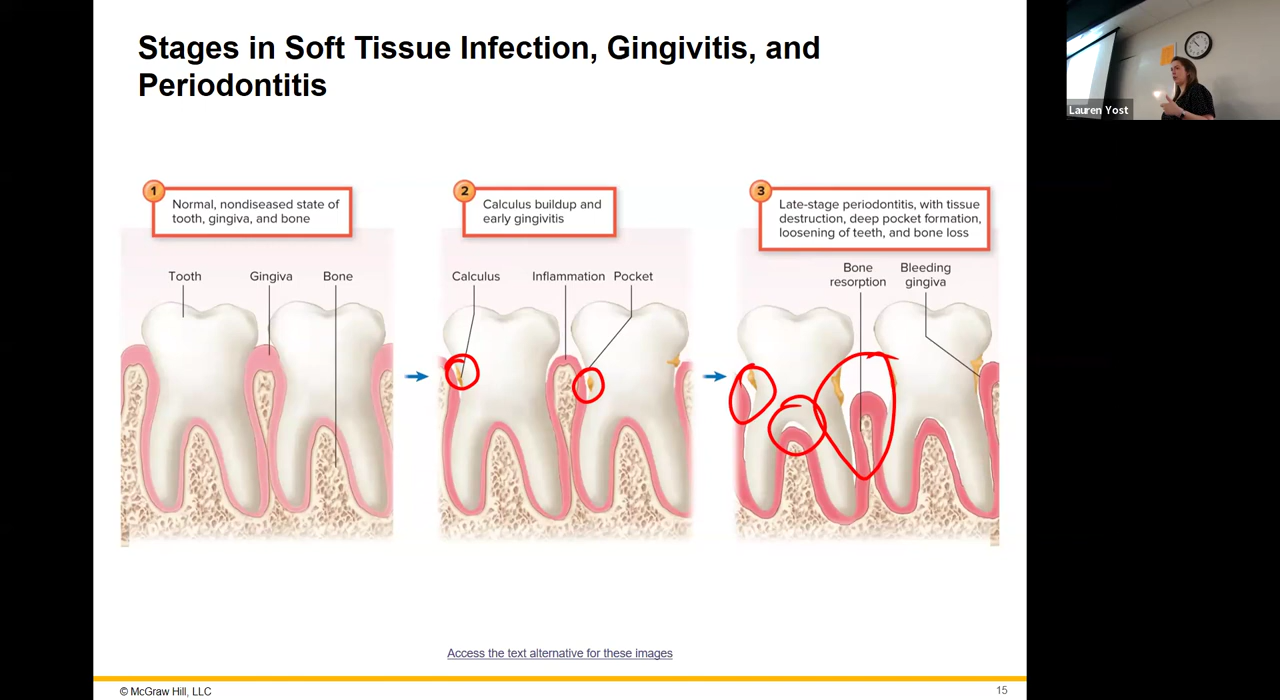 Stages in Soft Tissue Infection, Gingivitis, and
Periodontitis
1
Normal, nondiseased state of
tooth, gingiva, and bone
Tooth
Gingiva
Bone
2
Calculus buildup and
early gingivitis
Calculus
Inflammation
Pocket
3
Late-stage periodontitis, with tissue
destruction, deep pocket formation,
loosening of teeth, and bone loss
Bone
resorption
Bleeding
gingiva
Access the text alternative for these images
© McGraw Hill, LLC
15
Lauren Yost